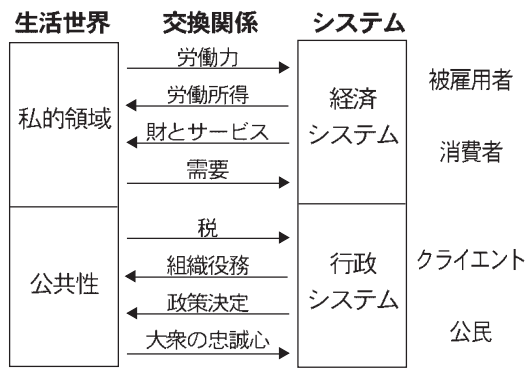 生活世界 交換関係 システム
労働力
労働所得
財とサービス
需要
私的領域
経済
システム
被雇用者
消費者
税
組織役務
政策決定
大衆の忠誠心
公共性
行政
システム
クライエント
公民